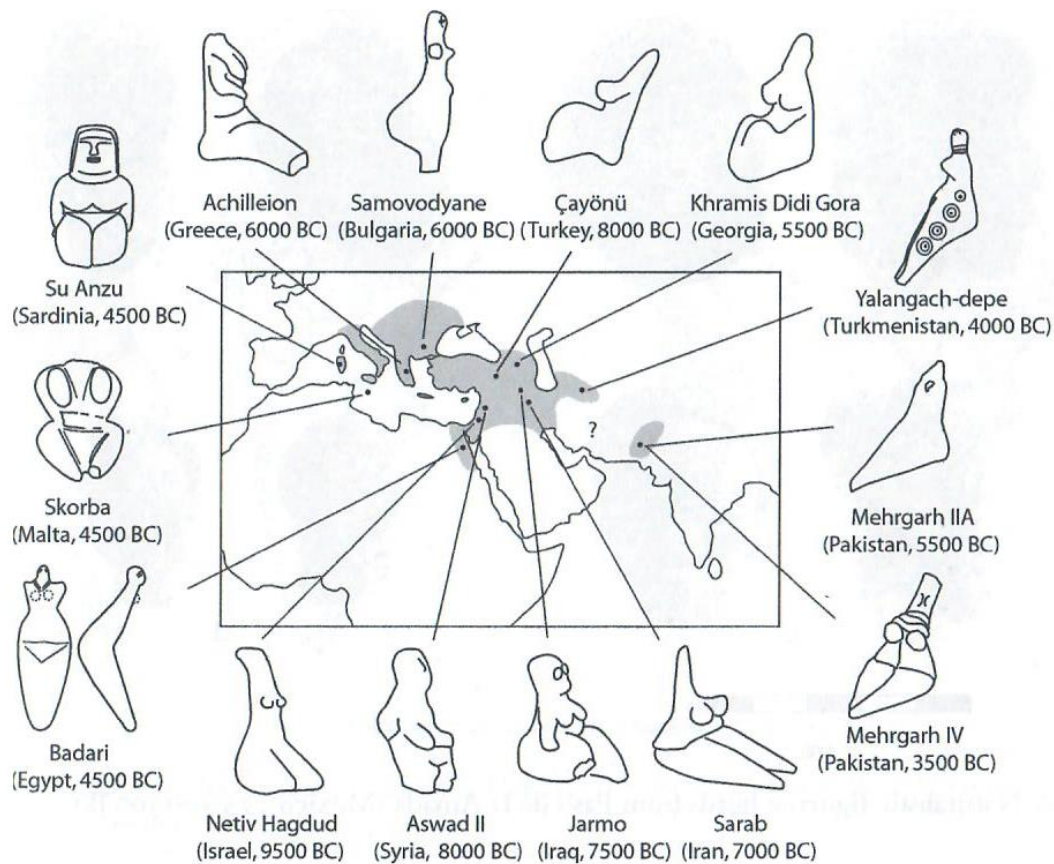 Achilleion
(Greece, 6000 BC)
Samovodyane
(Bulgaria, 6000 BC)
Çayönü
(Turkey, 8000 BC)
Khramis Didi Gora
(Georgia, 5500 BC)
Su Anzu
(Sardinia, 4500 BC)
Yalangach-depe
(Turkmenistan, 4000 BC)
?
Skorba
(Malta, 4500 BC)
Mehrgarh IIA
(Pakistan, 5500 BC)
Badari
(Egypt, 4500 BC)
Mehrgarh IV
(Pakistan, 3500 BC)
Netiv Hagdud
(Israel, 9500 BC)
Aswad II
(Syria, 8000 BC)
Jarmo
(Iraq, 7500 BC)
Sarab
(Iran, 7000 BC)